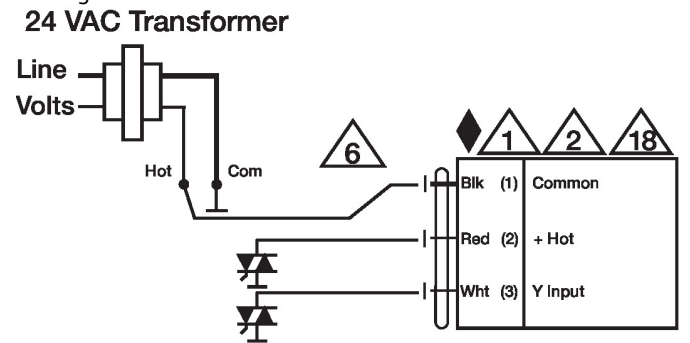 24 VAC Transformer
Line
Volts
Hot
Com
6
1
2
18
Blk (1) Common
Red (2) + Hot
Wht (3) Y Input